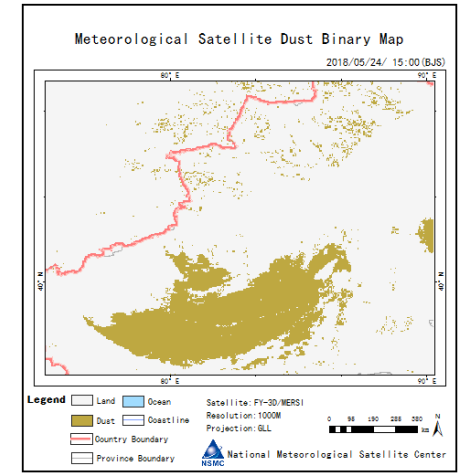 Meteorological Satellite Dust Binary Map
2018/05/24/ 15:00(BJS)
80° E 90° E
40° N 40° N
80° E 90° E
Legend Land Ocean Satellite:FY-3D/MERSI
Dust Coastline Resolution:1000M
Country Boundary Projection:GLL
0 98 190 285 380 km N
Province Boundary NSMC National Meteorological Satellite Center